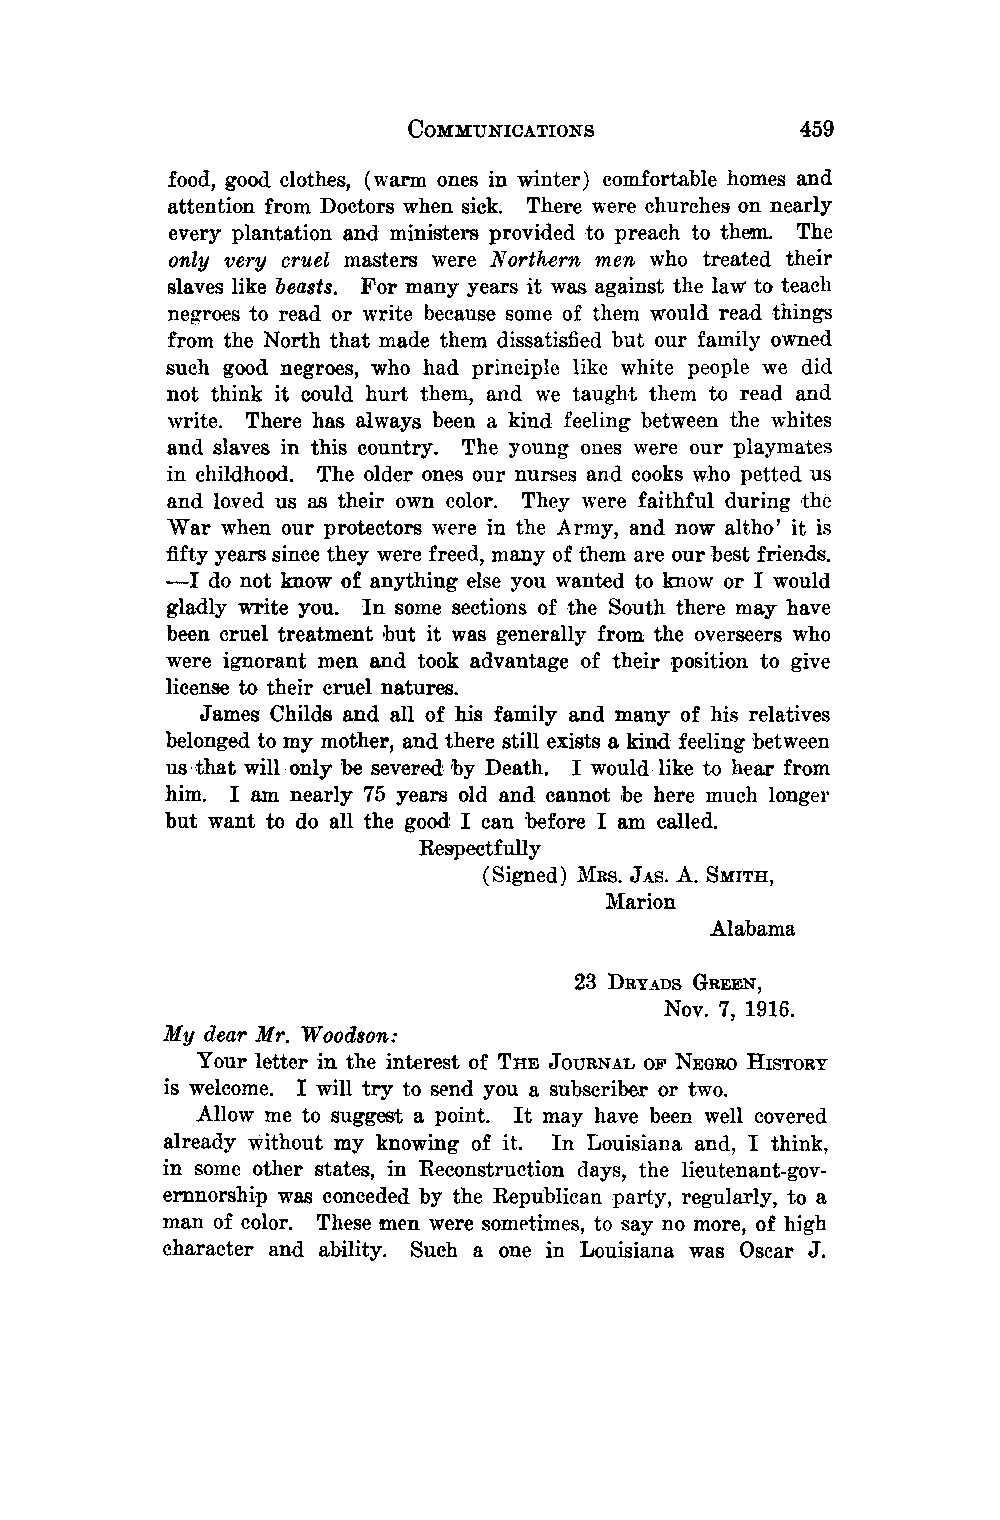 COMMUNICATIONS 459
food, good clothes, (warm ones in winter) comfortable homes and
attention from Doctors when sick. There were churches on nearly
every plantation and ministers provided to preach to them. The
only very cruel masters were Northern men who treated their
slaves like beasts. For many years it was against the law to teach
negroes to read or write because some of them would read things
from the North that made them dissatisfied but our family owned
such good negroes, who had principle like white people we did
not think it could hurt them, and we taught them to read and
write. There has always been a kind feeling between the whites
and slaves in this country. The young ones were our playmates
in childhood. The older ones our nurses and cooks who petted us
and loved us as their own color. They were faithful during the
War when our protectors were in the Army, and now altho' it is
fifty years since they were freed, many of them are our best friends.
—I do not know of anything else you wanted to know or I would
gladly write you. In some sections of the South there may have
been cruel treatment but it was generally from the overseers who
were ignorant men and took advantage of their position to give
license to their cruel natures.
James Childs and all of his family and many of his relatives
belonged to my mother, and there still exists a kind feeling between
us that will only be severed by Death. I would like to hear from
him. I am nearly 75 years old and cannot be here much longer
but want to do all the good I can before I am called.
Respectfully
(Signed) MRS. JAS. A. SMITH,
Marion
Alabama
23 DRYADS GREEN,
Nov. 7, 1916.
My dear Mr. Woodson:
Your letter in the interest of THE JOURNAL OF NEGRO HISTORY
is welcome. I will try to send you a subscriber or two.
Allow me to suggest a point. It may have been well covered
already without my knowing of it. In Louisiana and, I think,
in some other states, in Reconstruction days, the lieutenant-gov-
ernnorship was conceded by the Republican party, regularly, to a
man of color. These men were sometimes, to say no more, of high
character and ability. Such a one in Louisiana was Oscar J.